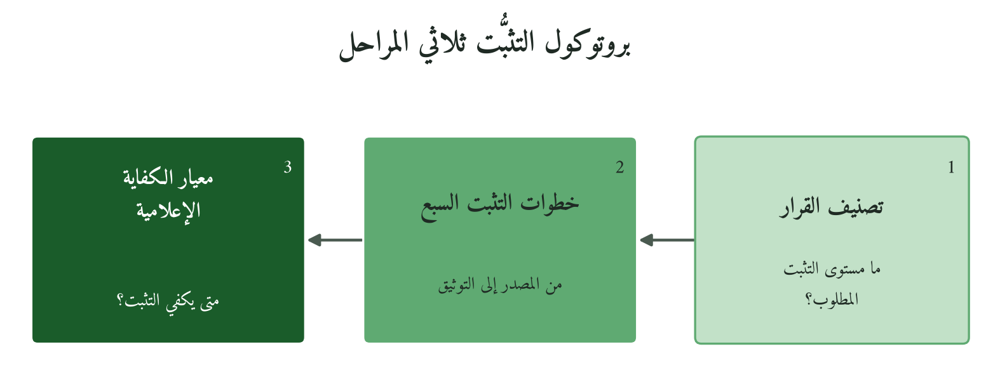 بروتوكول التثبُّت ثلاثي المراحل
1
تصنيف القرار
ما مستوى التثبت
المطلوب؟
2
خطوات التثبت السبع
من المصدر إلى التوثيق
3
معيار الكفاية
الإعلامية
متى يكفي التثبت؟